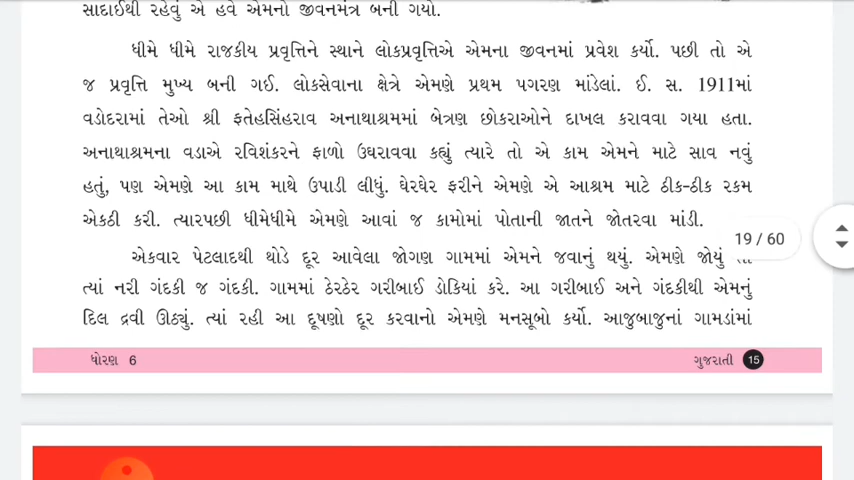 સાદાઈથી રહેવું એ હવે એમનો જીવનમંત્ર બની ગયો.
ધીમે ધીમે રાજકીય પ્રવૃત્તિને સ્થાને લોકપ્રવૃત્તિએ એમના જીવનમાં પ્રવેશ કર્યો. પછી તો એ
જ પ્રવૃત્તિ મુખ્ય બની ગઈ. લોકસેવાના ક્ષેત્રે એમણે પ્રથમ પગરણ માંડેલાં. ઈ. સ. 1911માં
વડોદરામાં તેઓ શ્રી ફતેહસિંહરાવ અનાથાશ્રમમાં બેત્રણ છોકરાઓને દાખલ કરાવવા ગયા હતા.
અનાથાશ્રમના વડાએ રવિશંકરને ફાળો ઉઘરાવવા કહ્યું ત્યારે તો એ કામ એમને માટે સાવ નવું
હતું, પણ એમણે આ કામ માથે ઉપાડી લીધું. ઘેરઘેર ફરીને એમણે એ આશ્રમ માટે ઠીક-ઠીક રકમ
એકઠી કરી. ત્યારપછી ધીમેધીમે એમણે આવાં જ કામોમાં પોતાની જાતને જોતરવા માંડી.
19 / 60
એકવાર પેટલાદથી થોડે દૂર આવેલા જોગણ ગામમાં એમને જવાનું થયું. એમણે જોયું
ત્યાં નરી ગંદકી જ ગંદકી. ગામમાં ઠેરઠેર ગરીબાઈ ડોકિયાં કરે. આ ગરીબાઈ અને ગંદકીથી એમનું
દિલ દ્રવી ઊઠ્યું. ત્યાં રહી આ દૂષણો દૂર કરવાનો એમણે મનસૂબો કર્યો. આજુબાજુનાં ગામડાંમાં
ધોરણ 6
ગુજરાતી 15